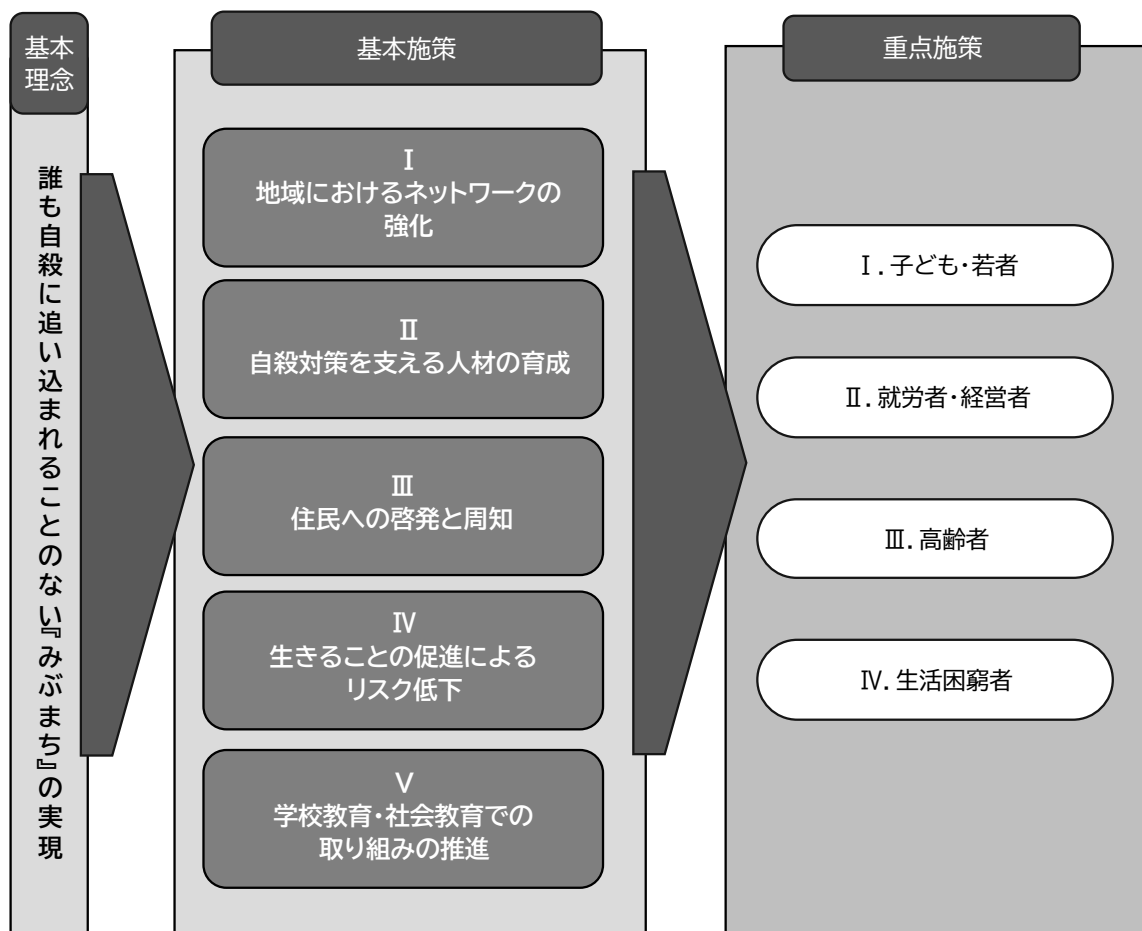 基本
理念
誰も自殺に追い込まれることのない『みぶまち』の実現
基本施策
Ⅰ
地域におけるネットワークの
強化
Ⅱ
自殺対策を支える人材の育成
Ⅲ
住民への啓発と周知
Ⅳ
生きることの促進による
リスク低下
Ⅴ
学校教育・社会教育での
取り組みの推進
重点施策
Ⅰ．子ども・若者
Ⅱ．就労者・経営者
Ⅲ．高齢者
Ⅳ．生活困窮者